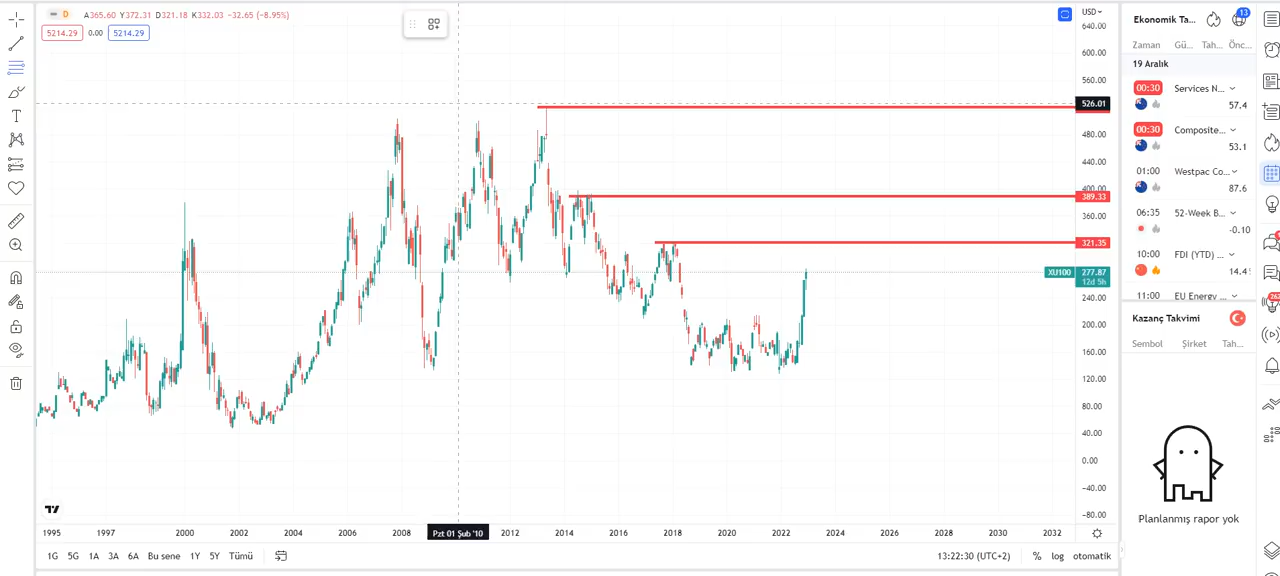 D A365.60 Y372.31 D321.18 K332.03 −32.65 (−8.95%)
5214.29 0.00 5214.29
USD
640.00
600.00
560.00
526.01
480.00
440.00
400.00
389.33
360.00
321.35
XU100 277.87
12d 5h
240.00
200.00
160.00
120.00
80.00
40.00
0.00
−40.00
−80.00
1995 1997 2000 2002 2004 2006 2008 Pzt 01 Şub '10 2012 2014 2016 2018 2020 2022 2024 2026 2028 2030 2032
1G 5G 1A 3A 6A Bu sene 1Y 5Y Tümü
13:22:30 (UTC+2) % log otomatik
Ekonomik Ta... 13
Zaman Gü... Tah... Önc...
19 Aralık
00:30 Services N...
57.4
00:30 Composite...
53.1
01:00 Westpac Co...
87.6
06:35 52-Week B...
-0.10
10:00 FDI (YTD) ...
14.4
11:00 EU Energy ...
Kazanç Takvimi
Sembol Şirket Tah...
Planlanmış rapor yok